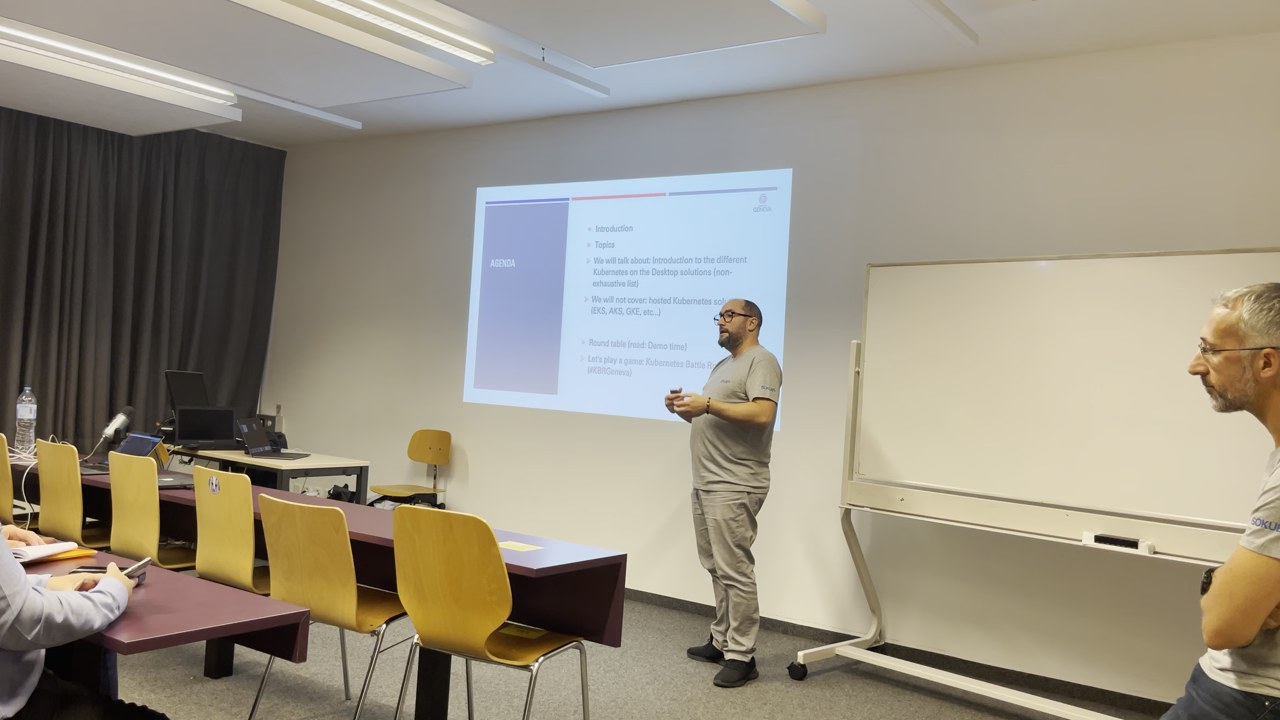 GENEVA
AGENDA
Introduction
Topics
We will talk about: Introduction to the different
Kubernetes on the Desktop solutions (non-
exhaustive list)
We will not cover: hosted Kubernetes
(EKS, AKS, GKE, etc...)
Round table (read: Demo time)
Let's play a game: Kubernetes Battle
(#KBRGeneva)